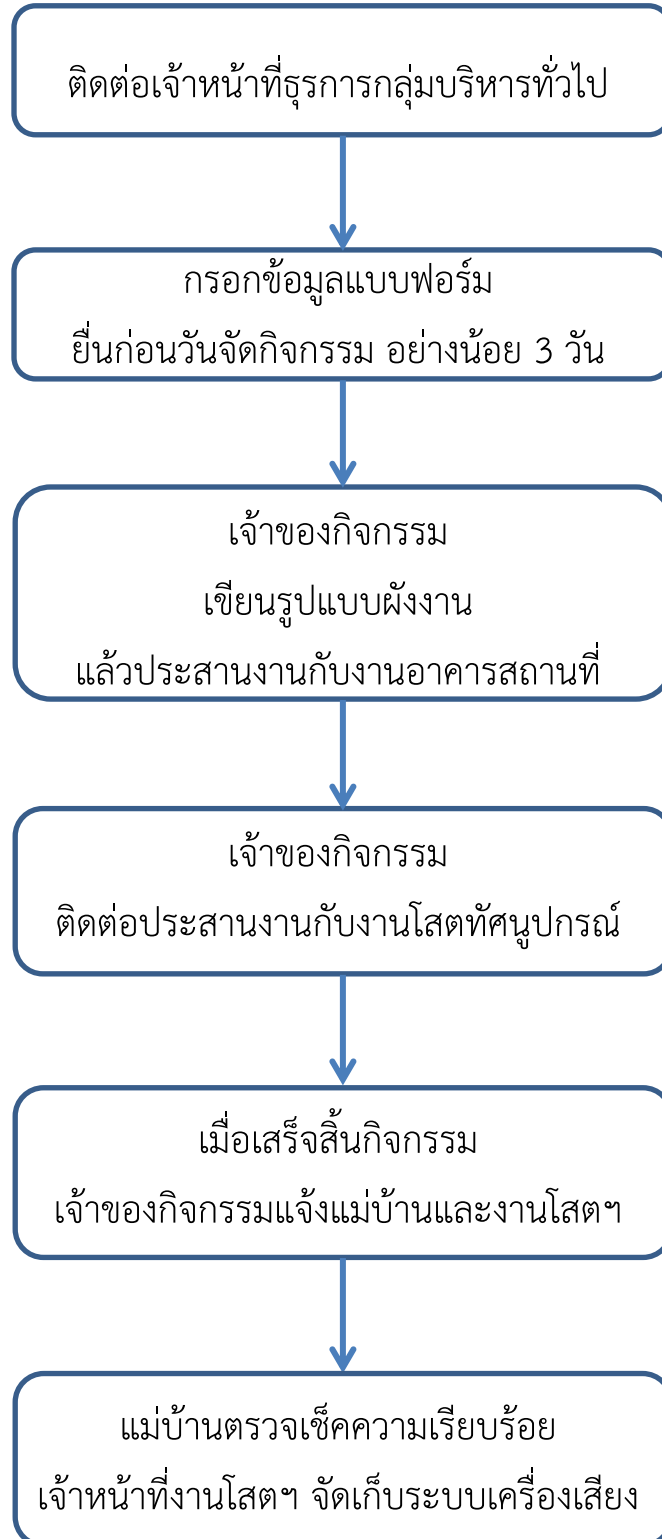 ติดต่อเจ้าหน้าที่ธุรการกลุ่มบริหารทั่วไป
กรอกข้อมูลแบบฟอร์ม
ยื่นก่อนวันจัดกิจกรรม อย่างน้อย 3 วัน
เจ้าของกิจกรรม
เขียนรูปแบบผังงาน
แล้วประสานงานกับงานอาคารสถานที่
เจ้าของกิจกรรม
ติดต่อประสานงานกับงานโสตทัศนูปกรณ์
เมื่อเสร็จสิ้นกิจกรรม
เจ้าของกิจกรรมแจ้งแม่บ้านและงานโสตฯ
แม่บ้านตรวจเช็คความเรียบร้อย
เจ้าหน้าที่งานโสตฯ จัดเก็บระบบเครื่องเสียง